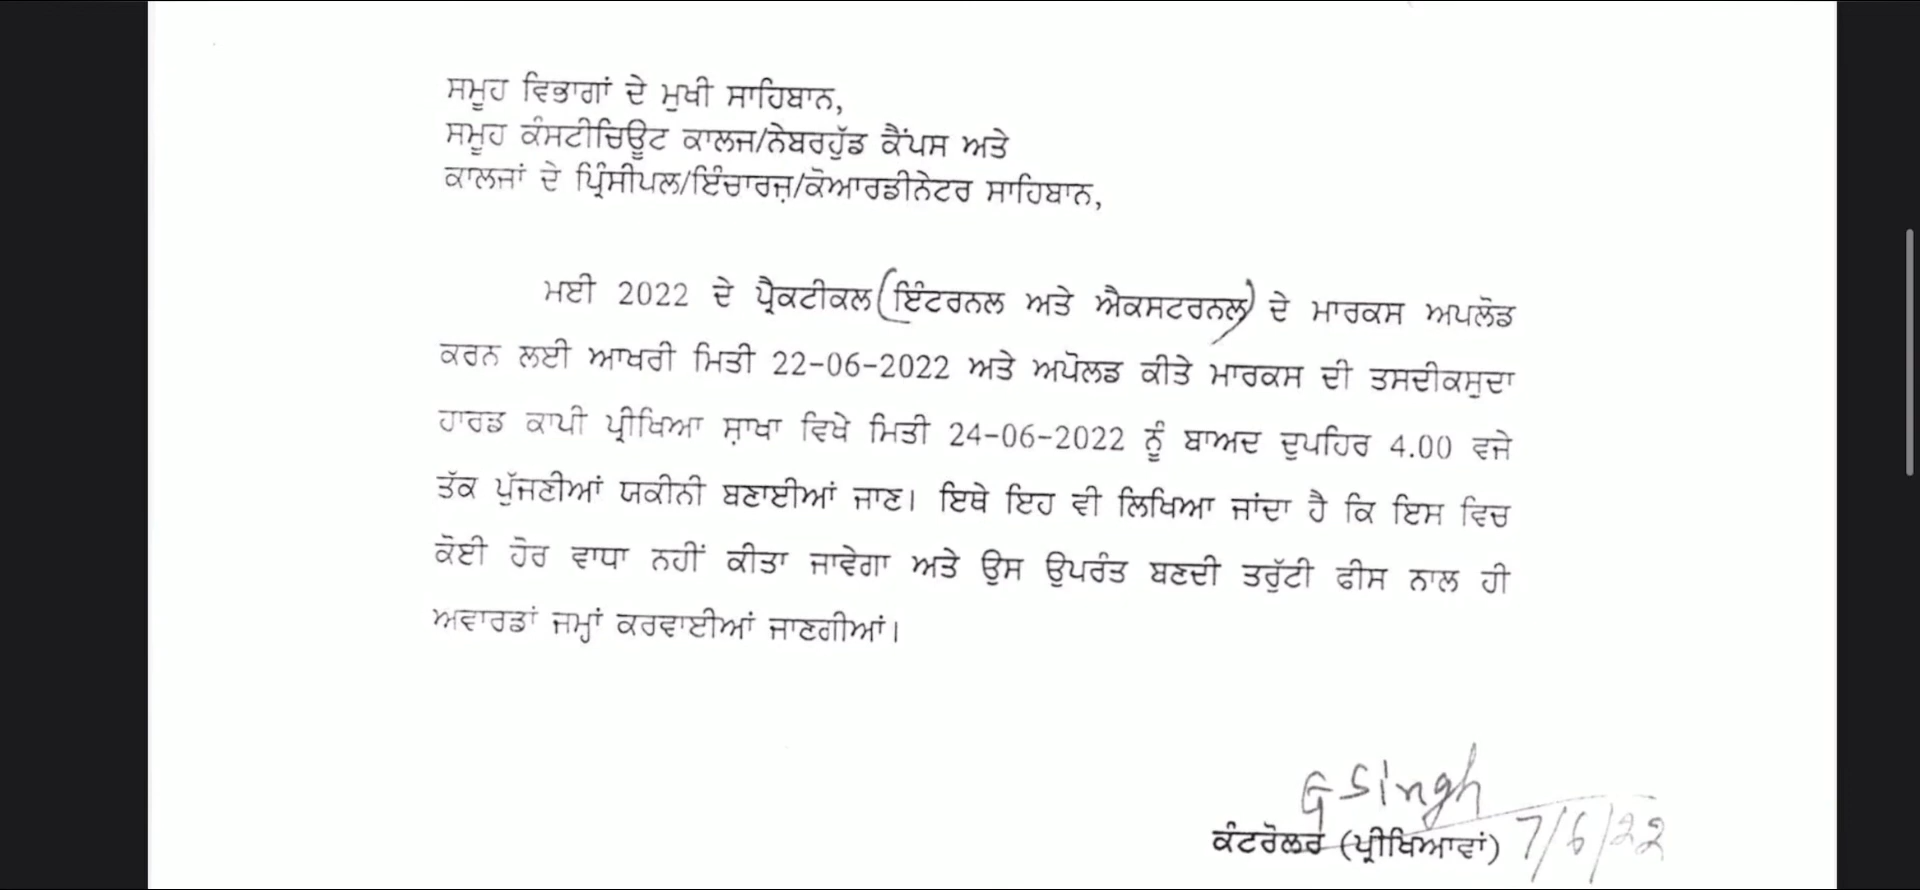 ਸਮੂਹ ਵਿਭਾਗਾਂ ਦੇ ਮੁਖੀ ਸਾਹਿਬਾਨ,
ਸਮੂਹ ਕੰਸਟੀਚਿਊਟ ਕਾਲਜ/ਨੇਬਰਹੁੱਡ ਕੈਂਪਸ ਅਤੇ
ਕਾਲਜਾਂ ਦੇ ਪ੍ਰਿੰਸੀਪਲ/ਇੰਚਾਰਜ਼/ਕੋਆਰਡੀਨੇਟਰ ਸਾਹਿਬਾਨ,
ਮਈ 2022 ਦੇ ਪ੍ਰੈਕਟੀਕਲ(ਇੰਟਰਨਲ ਅਤੇ ਐਕਸਟਰਨਲ) ਦੇ ਮਾਰਕਸ ਅਪਲੋਡ
ਕਰਨ ਲਈ ਆਖਰੀ ਮਿਤੀ 22-06-2022 ਅਤੇ ਅਪੋਲਡ ਕੀਤੇ ਮਾਰਕਸ ਦੀ ਤਸਦੀਕਸੁਦਾ
ਹਾਰਡ ਕਾਪੀ ਪ੍ਰੀਖਿਆ ਸ਼ਾਖਾ ਵਿਖੇ ਮਿਤੀ 24-06-2022 ਨੂੰ ਬਾਅਦ ਦੁਪਹਿਰ 4.00 ਵਜੇ
ਤੱਕ ਪੁੱਜਣੀਆਂ ਯਕੀਨੀ ਬਣਾਈਆਂ ਜਾਣ। ਇਥੇ ਇਹ ਵੀ ਲਿਖਿਆ ਜਾਂਦਾ ਹੈ ਕਿ ਇਸ ਵਿਚ
ਕੋਈ ਹੋਰ ਵਾਧਾ ਨਹੀਂ ਕੀਤਾ ਜਾਵੇਗਾ ਅਤੇ ਉਸ ਉਪਰੰਤ ਬਣਦੀ ਤਰੁੱਟੀ ਫੀਸ ਨਾਲ ਹੀ
ਅਵਾਰਡਾਂ ਜਮ੍ਹਾਂ ਕਰਵਾਈਆਂ ਜਾਣਗੀਆਂ।
G Singh
ਕੰਟਰੋਲਰ (ਪ੍ਰੀਖਿਆਵਾਂ) 7/6/22